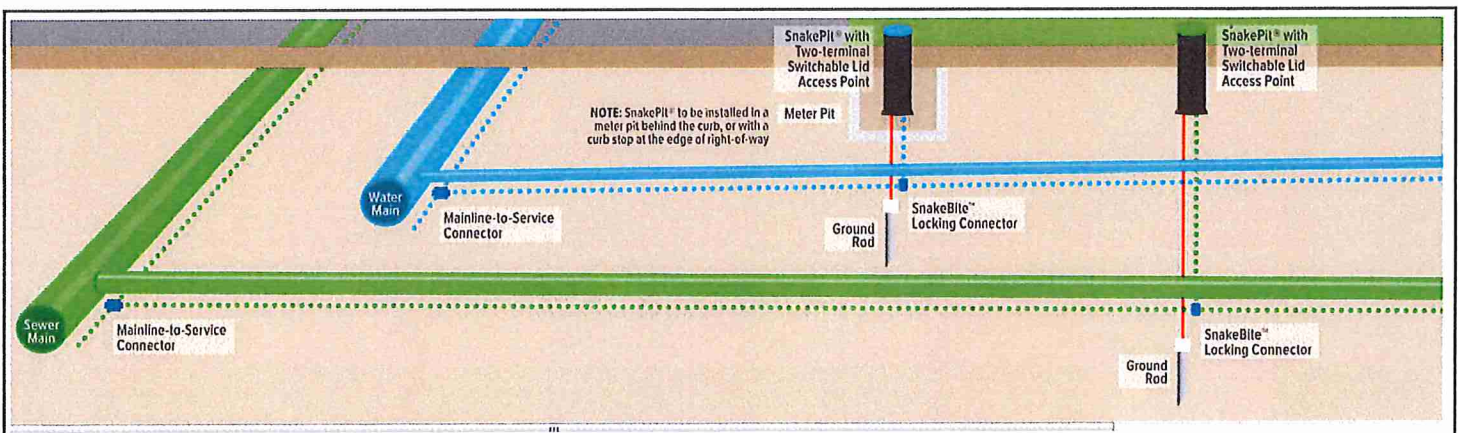 SnakePit® with
Two-terminal
Switchable Lid
Access Point
SnakePit® with
Two-terminal
Switchable Lid
Access Point
NOTE: SnakePit® to be installed in a
meter pit behind the curb, or with a
curb stop at the edge of right-of-way
Meter Pit
Water
Main
Mainline-to-Service
Connector
SnakeBite™
Locking Connector
Ground
Rod
Sewer
Main
Mainline-to-Service
Connector
SnakeBite™
Locking Connector
Ground
Rod